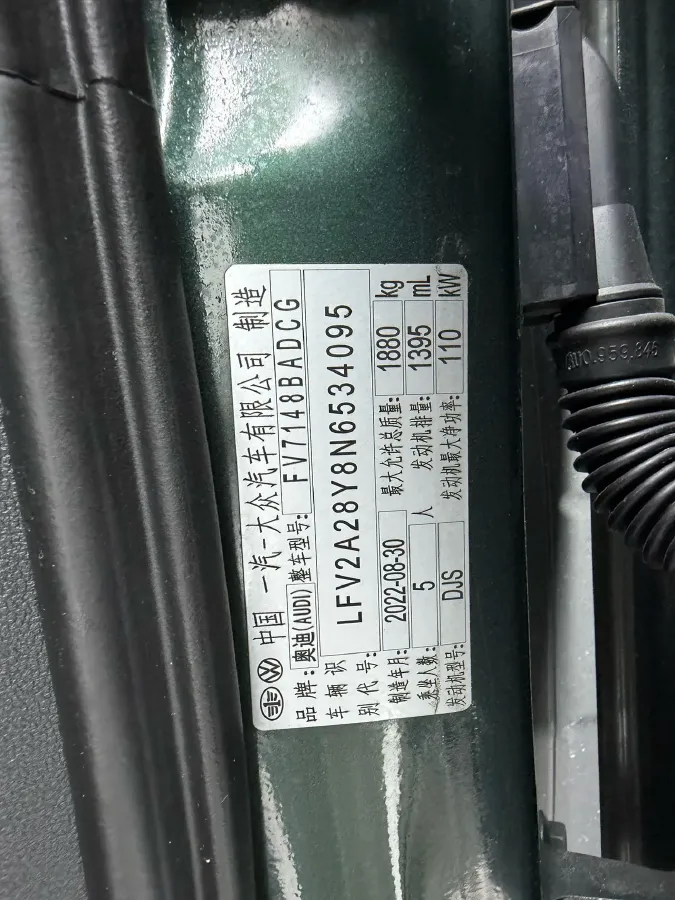 中国 一汽-大众汽车有限公司 制造
品牌: 奥迪(AUDI) 整车型号: FV7148BADCG
车辆识别代号: LFV2A28Y8N6534095
制造年月: 2022-08-30 最大允许总质量: 1880 kg
乘坐人数: 5 人 发动机排量: 1395 mL
发动机型号: DJS 发动机最大净功率: 110 kW
959.846